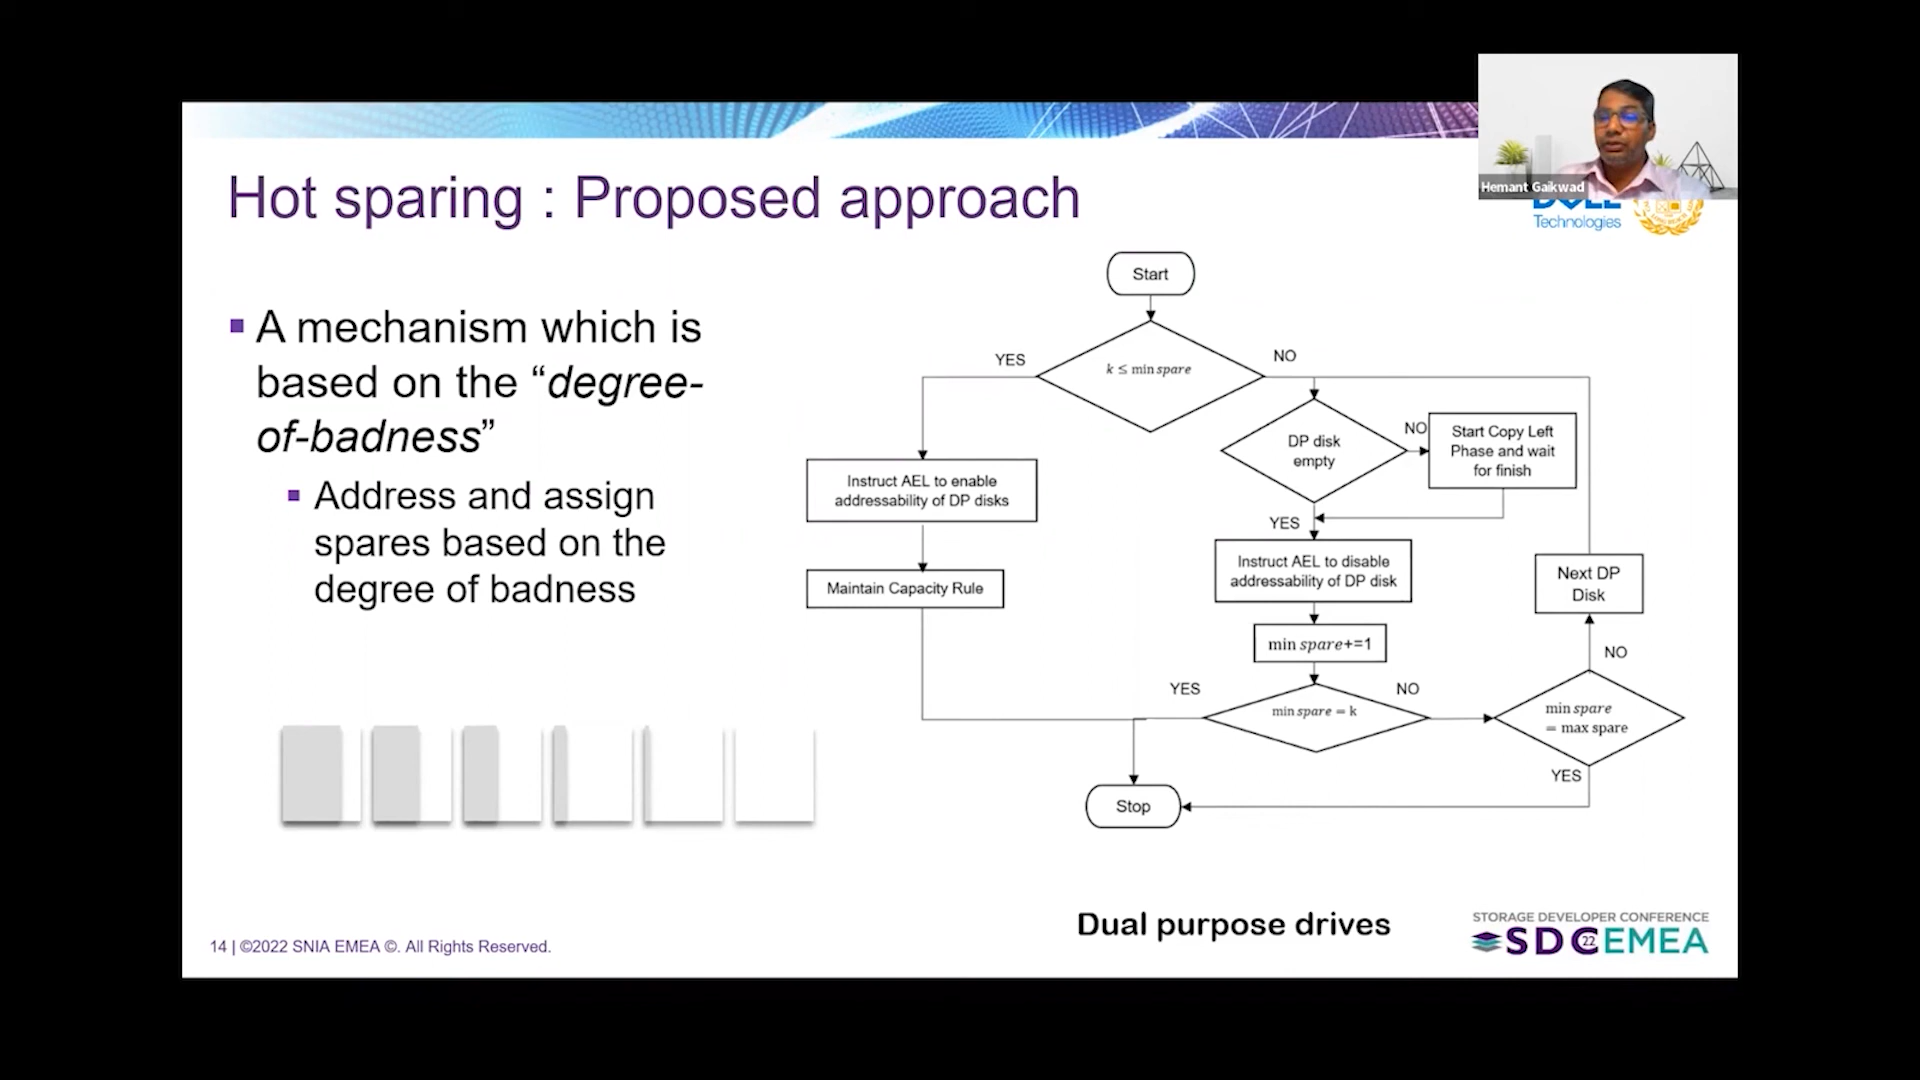 Hemant Gaikwad
DELL
Technologies
Hot sparing : Proposed approach
▪ A mechanism which is
based on the “degree-
of-badness”
▪ Address and assign
spares based on the
degree of badness
Start
YES
k ≤ min spare
NO
DP disk
empty
NO
Start Copy Left
Phase and wait
for finish
Instruct AEL to enable
addressability of DP disks
YES
Instruct AEL to disable
addressability of DP disk
Maintain Capacity Rule
Next DP
Disk
min spare+=1
NO
YES
min spare = k
NO
min spare
= max spare
YES
Stop
Dual purpose drives
14 | ©2022 SNIA EMEA ©. All Rights Reserved.
STORAGE DEVELOPER CONFERENCE
SDC 22 EMEA